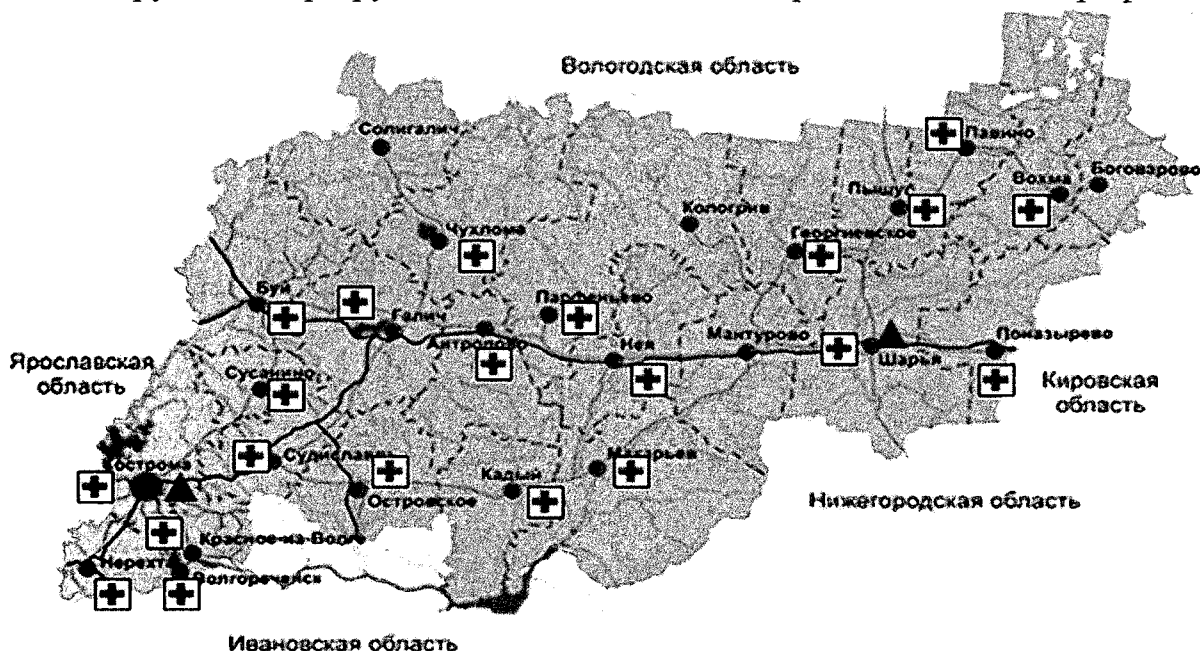 Вологодская область
Солигалич
Павино
Боговарово
Вохма
Пыщуг
Кологрив
Чухлома
Георгиевское
Буй
Парфеньево
Галич
Антропово
Нея
Мантурово
Шарья
Поназырево
Ярославская
область
Сусанино
Кировская
область
Судиславль
Макарьев
Кострома
Кадый
Островское
Нижегородская область
Красное-на-Волге
Нерехта
Волгореченск
Ивановская область